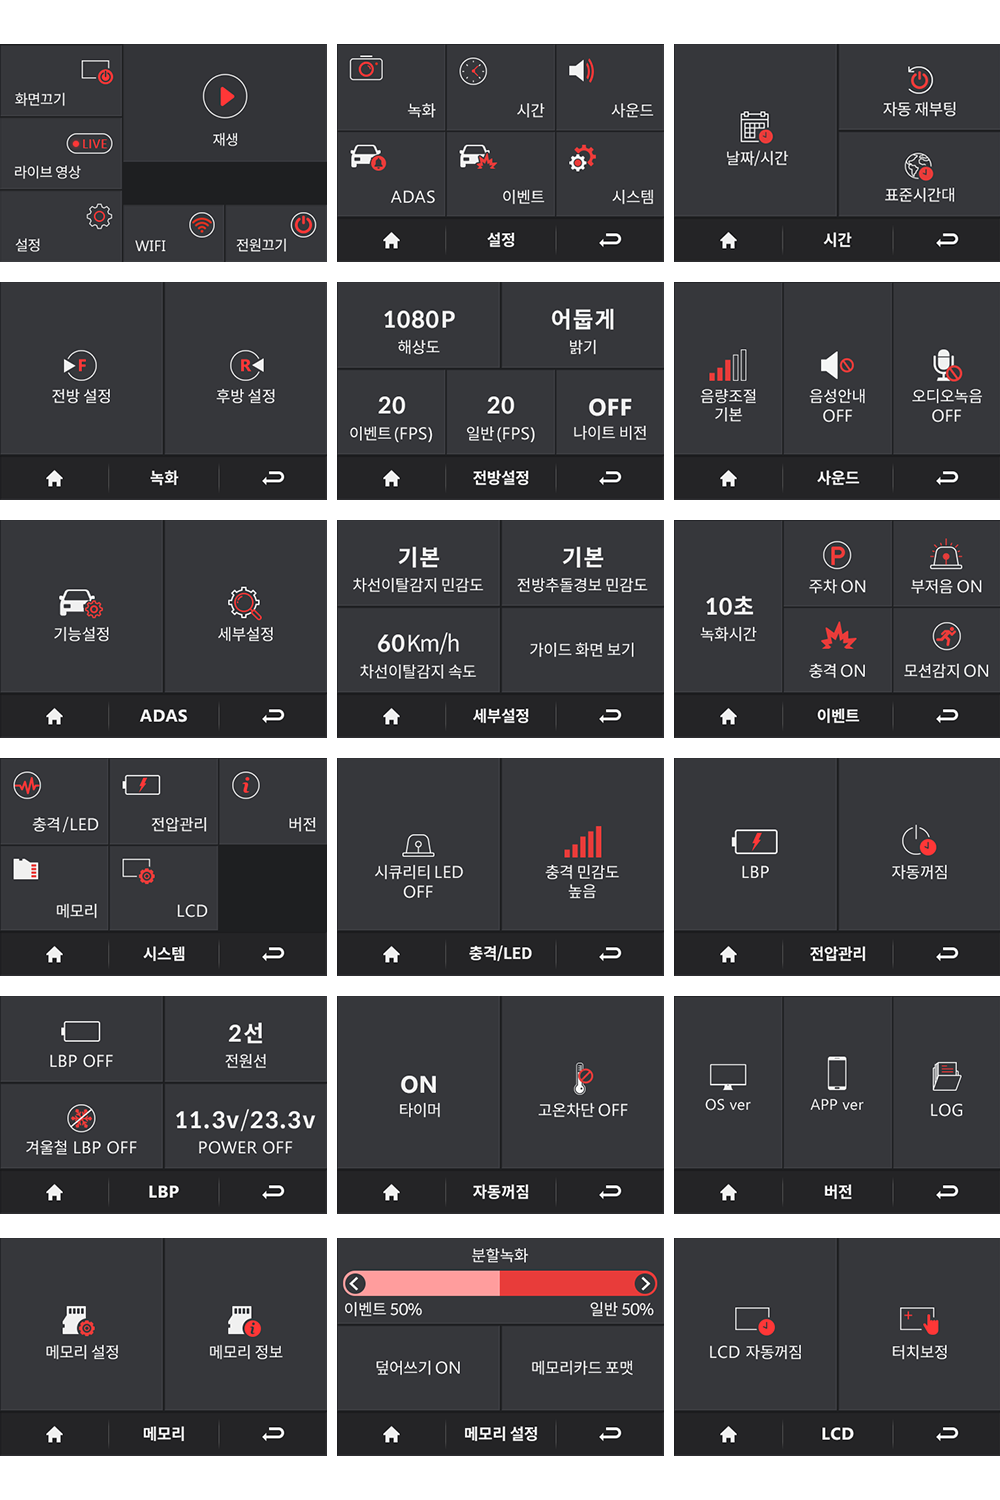 화면끄기
LIVE
라이브 영상
설정
재생
WIFI
전원끄기
녹화
시간
사운드
ADAS
이벤트
시스템
설정
날짜/시간
자동 재부팅
표준시간대
시간
F
전방 설정
R
후방 설정
녹화
1080P
해상도
어둡게
밝기
20
이벤트(FPS)
20
일반(FPS)
OFF
나이트 비전
전방설정
음량조절
기본
음성안내
OFF
오디오녹음
OFF
사운드
기능설정
세부설정
ADAS
기본
차선이탈감지 민감도
기본
전방추돌경보 민감도
60Km/h
차선이탈감지 속도
가이드 화면 보기
세부설정
10초
녹화시간
P
주차 ON
부저음 ON
충격 ON
모션감지 ON
이벤트
충격/LED
전압관리
i
버전
메모리
LCD
시스템
시큐리티 LED
OFF
충격 민감도
높음
충격/LED
LBP
자동꺼짐
전압관리
LBP OFF
2선
전원선
겨울철 LBP OFF
11.3v/23.3v
POWER OFF
LBP
ON
타이머
고온차단 OFF
자동꺼짐
OS ver
APP ver
LOG
버전
메모리 설정
i
메모리 정보
메모리
분할녹화
이벤트 50%
일반 50%
덮어쓰기 ON
메모리카드 포맷
메모리 설정
LCD 자동꺼짐
터치보정
LCD